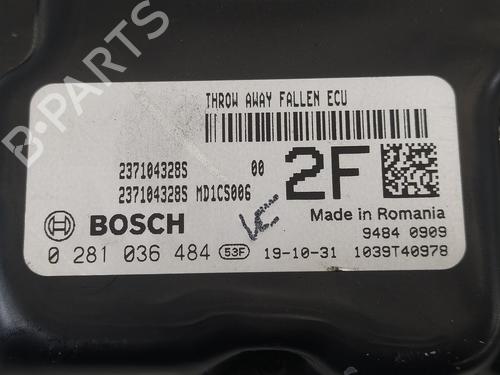 THROW AWAY FALLEN ECU
237104328S 00
237104328S MD1CS006
2F
BOSCH
Made in Romania
9484 0909
0 281 036 484 53F 19-10-31 1039T40978